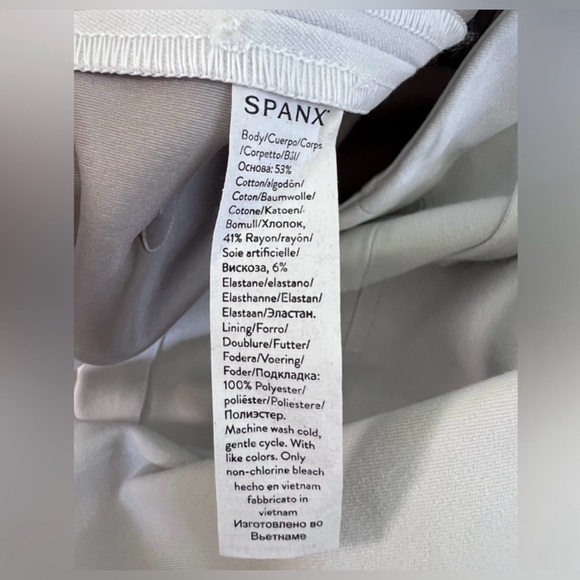 SPANX
Body/Cuerpo/Corps
/Corpetto/Būl/
Основа: 53%
Cotton/algodón/
Coton/Baumwolle/
Cotone/Katoen/
Bomull/Хлопок,
41% Rayon/rayón/
Soie artificielle/
Вискоза, 6%
Elastane/elastano/
Elasthanne/Elastan/
Elastaan/Эластан.
Lining/Forro/
Doublure/Futter/
Fodera/Voering/
Foder/Подкладка:
100% Polyester/
poliéster/Poliestere/
Полиэстер.
Machine wash cold,
gentle cycle. With
like colors. Only
non-chlorine bleach
hecho en vietnam
fabbricato in
vietnam
Изготовлено во
Вьетнаме